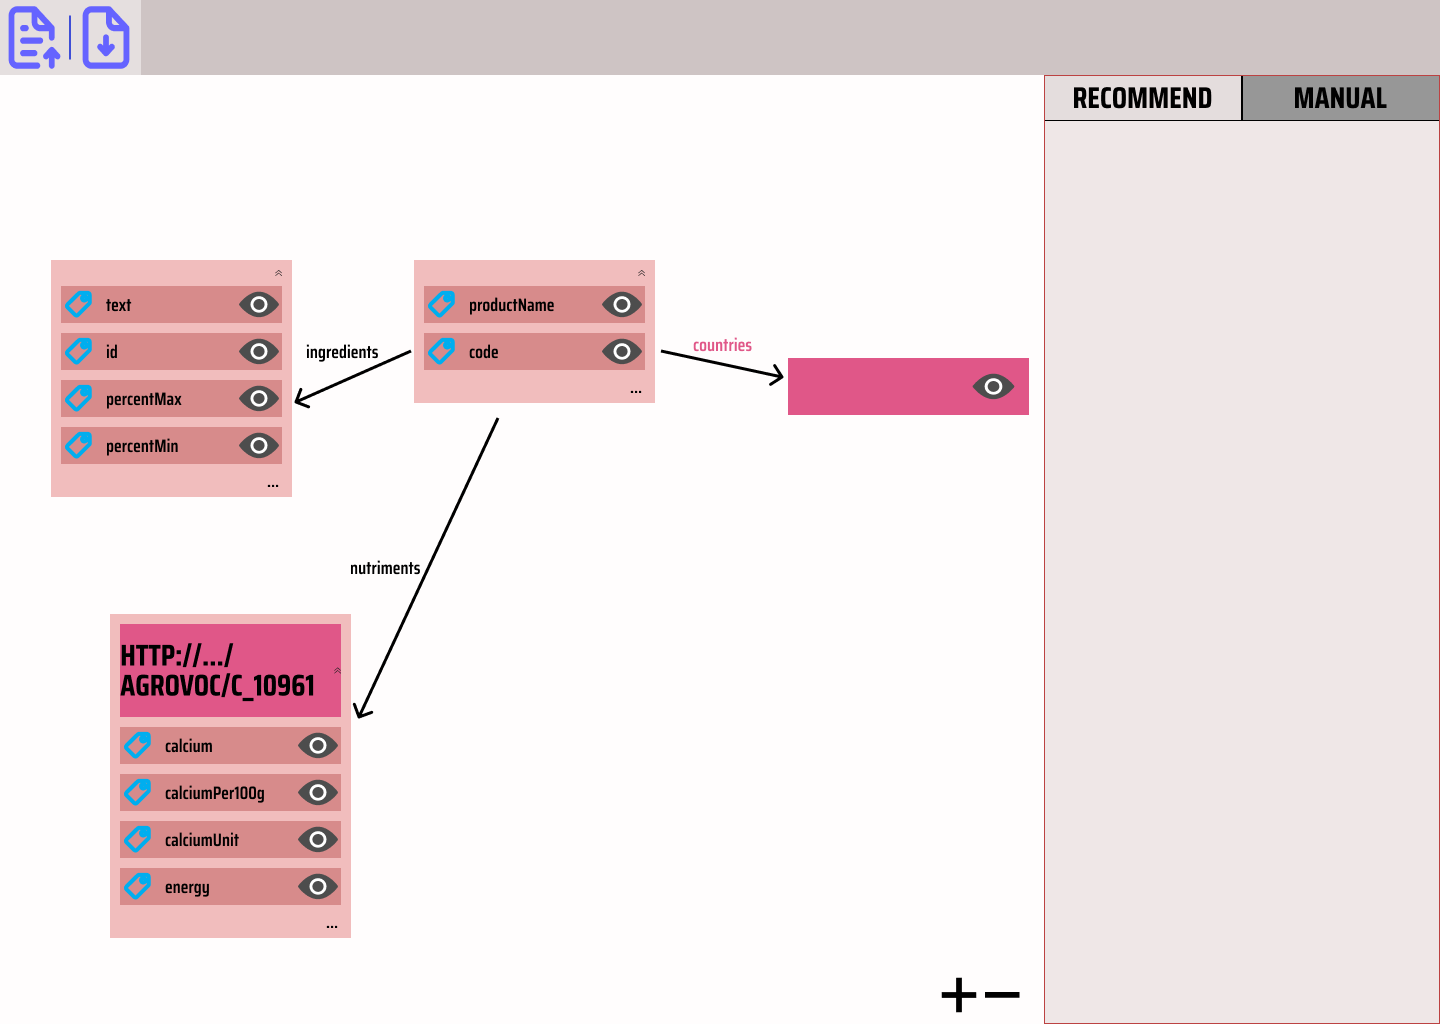 RECOMMEND
MANUAL
text
id
percentMax
percentMin
...
ingredients
productName
code
...
countries
nutriments
HTTP://.../
AGROVOC/C_10961
calcium
calciumPer100g
calciumUnit
energy
...
+ −